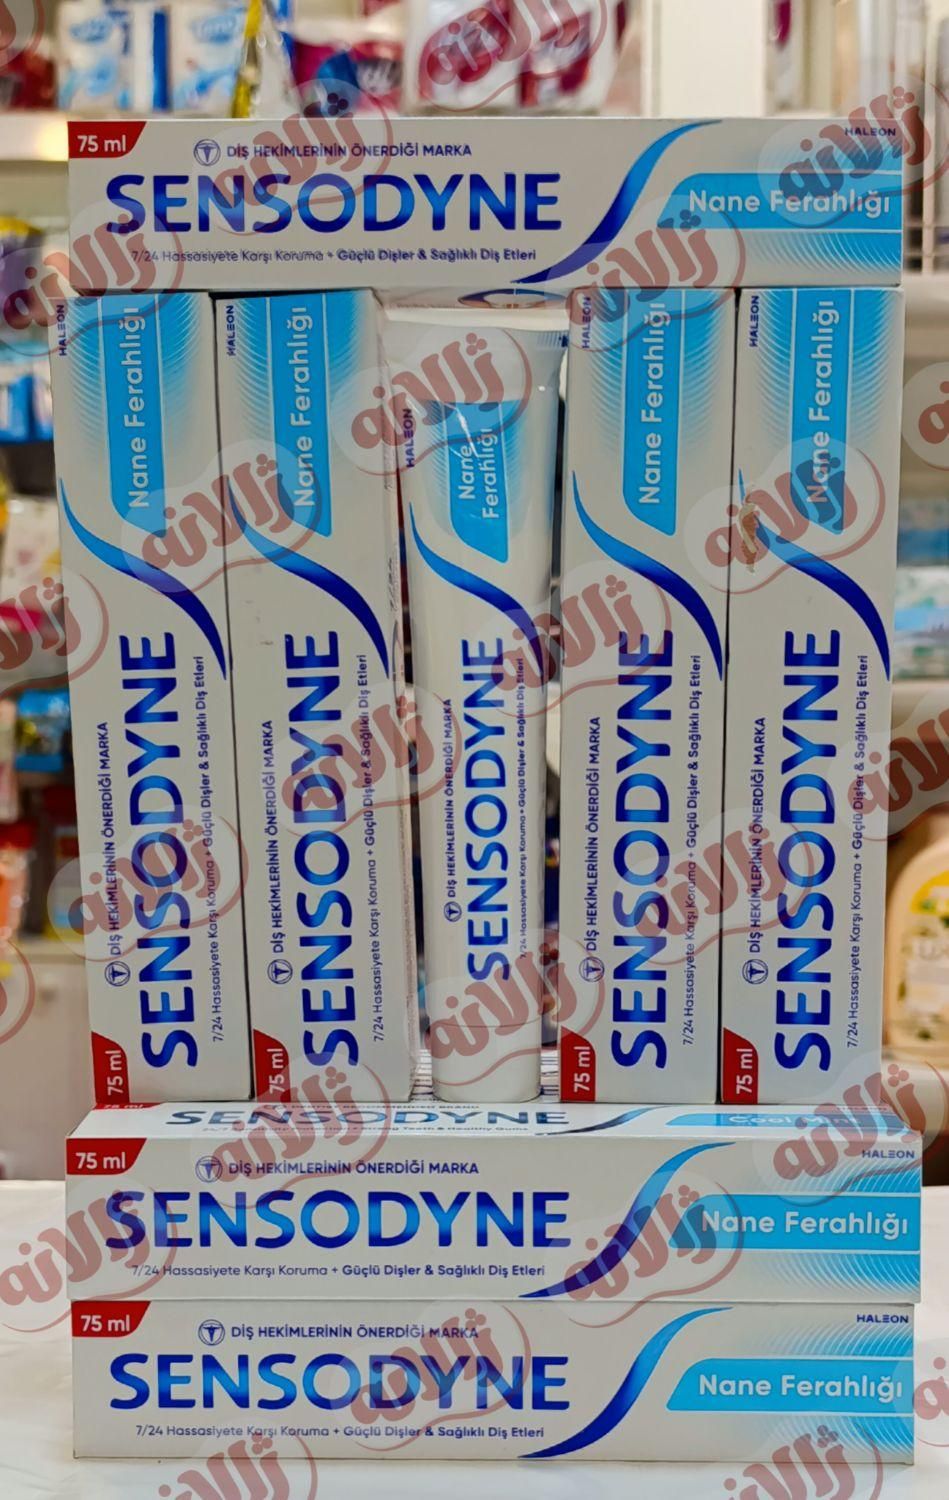 75 ml
DİŞ HEKİMLERİNİN ÖNERDİĞİ MARKA
HALEON
SENSODYNE
Nane Ferahlığı
7/24 Hassasiyete Karşı Koruma + Güçlü Dişler & Sağlıklı Diş Etleri
HALEON
Nane Ferahlığı
DİŞ HEKİMLERİNİN ÖNERDİĞİ MARKA
SENSODYNE
7/24 Hassasiyete Karşı Koruma + Güçlü Dişler & Sağlıklı Diş Etleri
75 ml
HALEON
Nane Ferahlığı
DİŞ HEKİMLERİNİN ÖNERDİĞİ MARKA
SENSODYNE
7/24 Hassasiyete Karşı Koruma + Güçlü Dişler & Sağlıklı Diş Etleri
75 ml
HALEON
Nane
Ferahlığı
DİŞ HEKİMLERİNİN ÖNERDİĞİ MARKA
SENSODYNE
7/24 Hassasiyete Karşı Koruma + Güçlü Dişler & Sağlıklı Diş Etleri
HALEON
Nane Ferahlığı
DİŞ HEKİMLERİNİN ÖNERDİĞİ MARKA
SENSODYNE
7/24 Hassasiyete Karşı Koruma + Güçlü Dişler & Sağlıklı Diş Etleri
75 ml
HALEON
Nane Ferahlığı
DİŞ HEKİMLERİNİN ÖNERDİĞİ MARKA
SENSODYNE
7/24 Hassasiyete Karşı Koruma + Güçlü Dişler & Sağlıklı Diş Etleri
75 ml
75 ml
SENSODYNE
Cool Mint
75 ml
DİŞ HEKİMLERİNİN ÖNERDİĞİ MARKA
HALEON
SENSODYNE
Nane Ferahlığı
7/24 Hassasiyete Karşı Koruma + Güçlü Dişler & Sağlıklı Diş Etleri
75 ml
DİŞ HEKİMLERİNİN ÖNERDİĞİ MARKA
HALEON
SENSODYNE
Nane Ferahlığı
7/24 Hassasiyete Karşı Koruma + Güçlü Dişler & Sağlıklı Diş Etleri
ژالانه